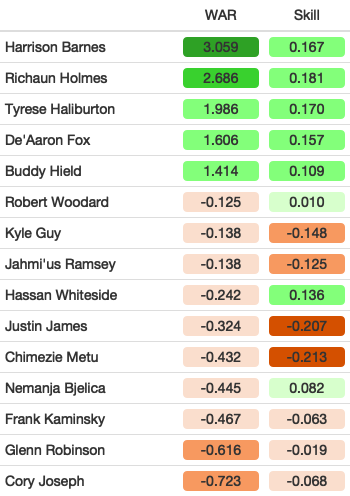 WAR Skill
Harrison Barnes 3.059 0.167
Richaun Holmes 2.686 0.181
Tyrese Haliburton 1.986 0.170
De'Aaron Fox 1.606 0.157
Buddy Hield 1.414 0.109
Robert Woodard -0.125 0.010
Kyle Guy -0.138 -0.148
Jahmi'us Ramsey -0.138 -0.125
Hassan Whiteside -0.242 0.136
Justin James -0.324 -0.207
Chimezie Metu -0.432 -0.213
Nemanja Bjelica -0.445 0.082
Frank Kaminsky -0.467 -0.063
Glenn Robinson -0.616 -0.019
Cory Joseph -0.723 -0.068